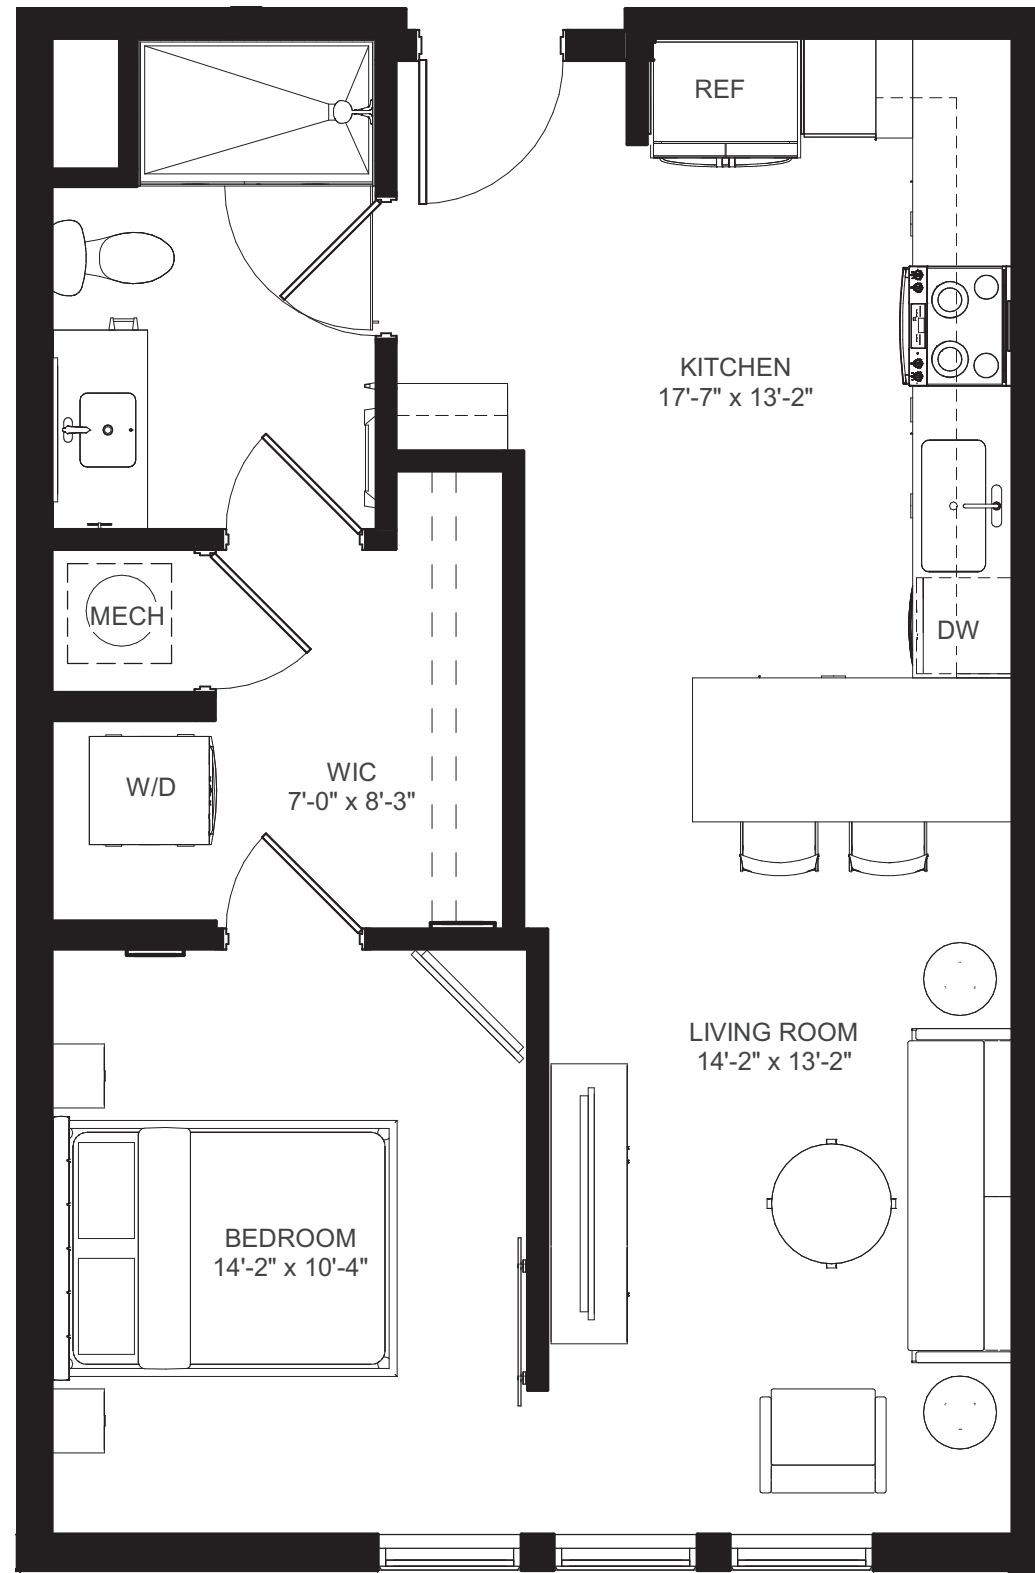 REF
KITCHEN
17'-7" x 13'-2"
MECH
DW
WIC
7'-0" x 8'-3"
W/D
LIVING ROOM
14'-2" x 13'-2"
BEDROOM
14'-2" x 10'-4"